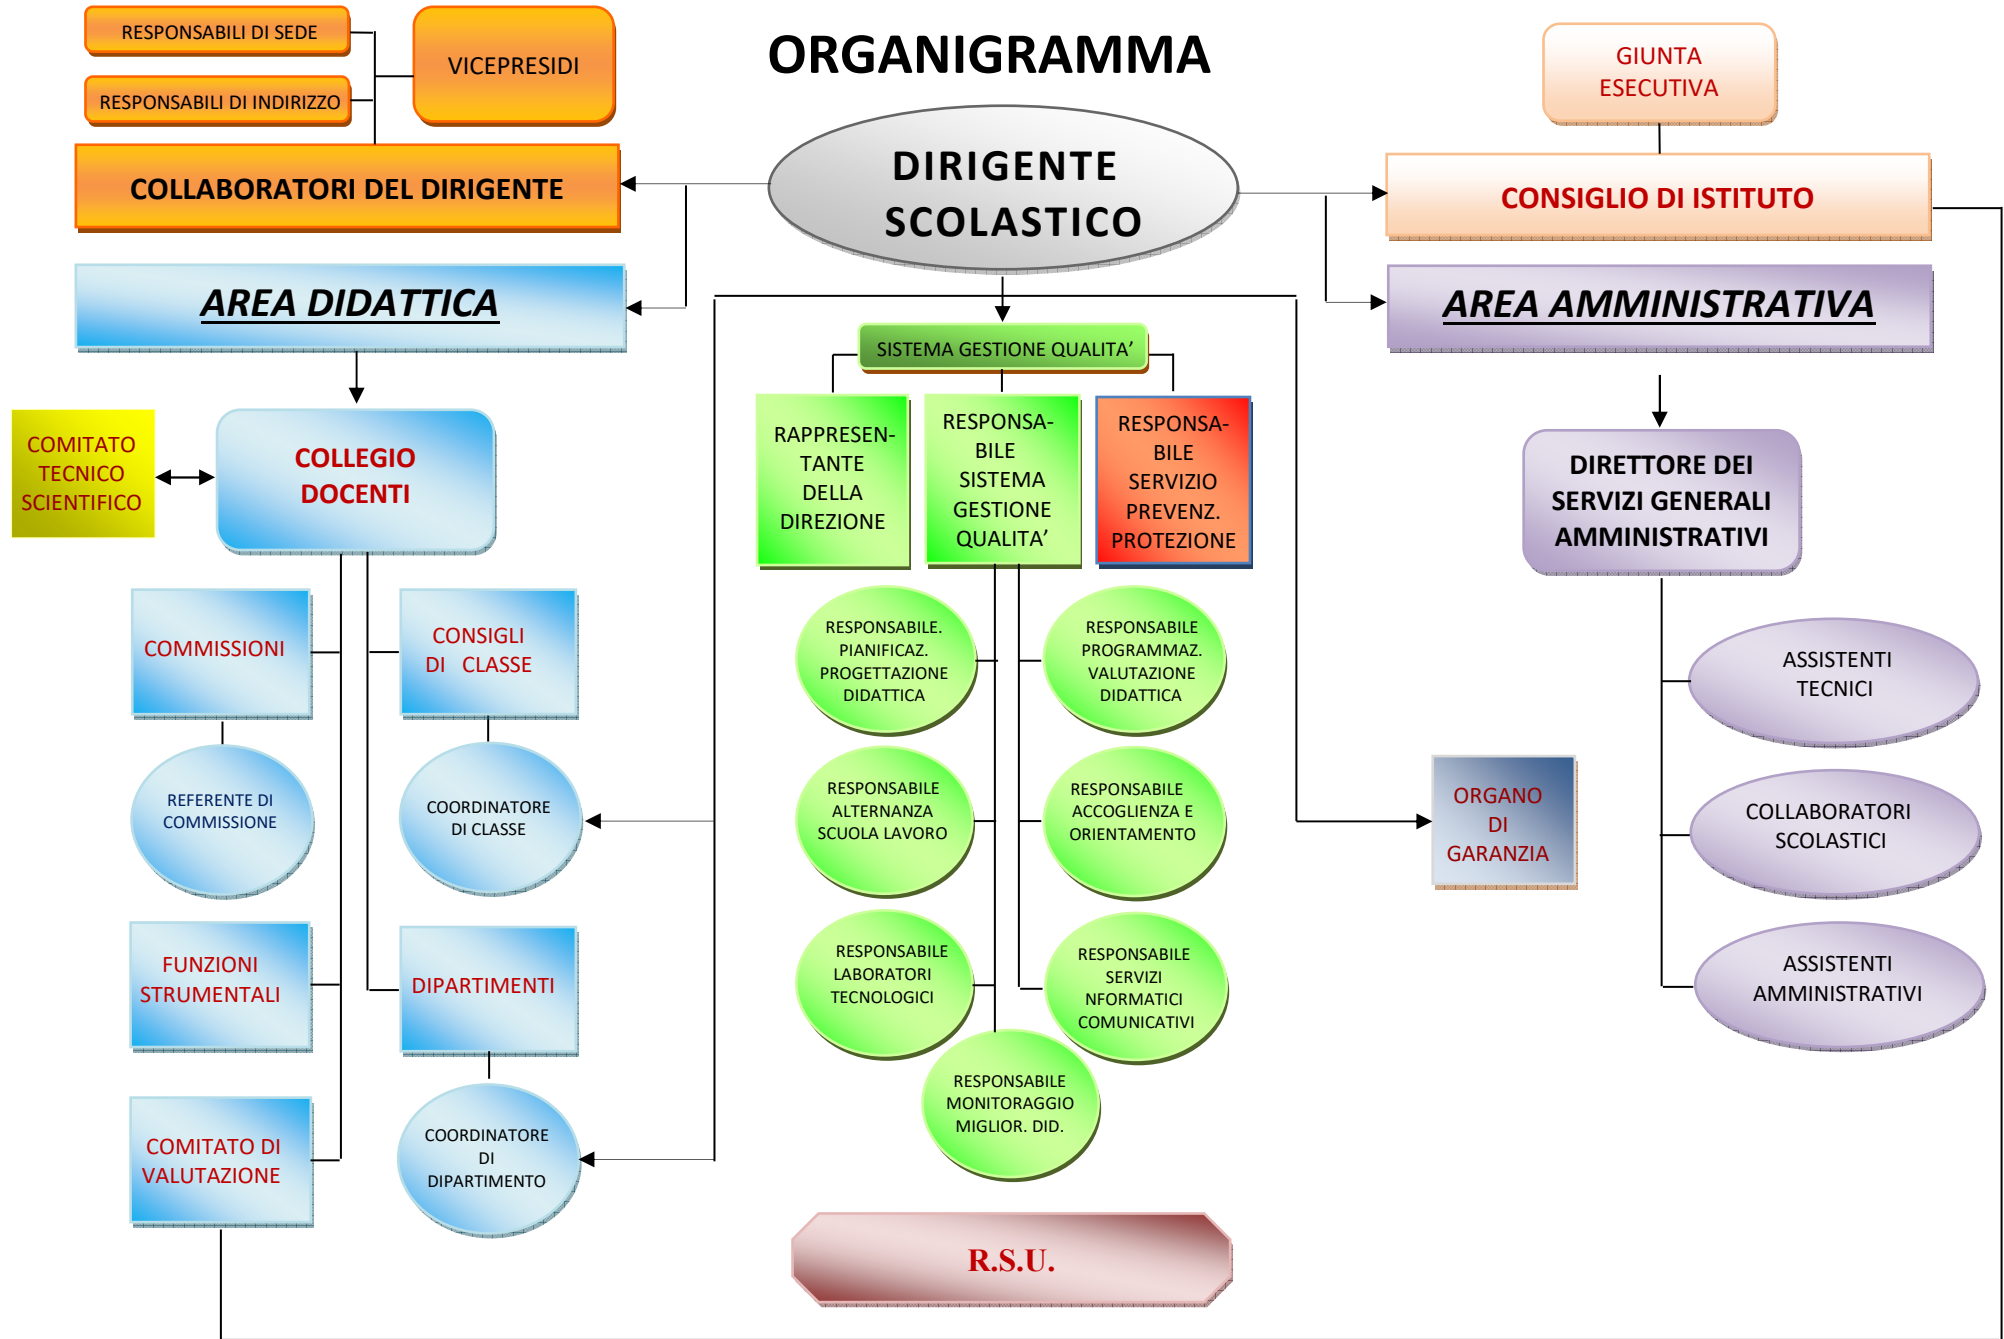 RESPONSABILI DI SEDE
RESPONSABILI DI INDIRIZZO
VICEPRESIDI
COLLABORATORI DEL DIRIGENTE
ORGANIGRAMMA
DIRIGENTE
SCOLASTICO
GIUNTA
ESECUTIVA
CONSIGLIO DI ISTITUTO
AREA DIDATTICA
AREA AMMINISTRATIVA
SISTEMA GESTIONE QUALITA’
COMITATO
TECNICO
SCIENTIFICO
COLLEGIO
DOCENTI
RAPPRESEN-
TANTE
DELLA
DIREZIONE
RESPONSA-
BILE
SISTEMA
GESTIONE
QUALITA’
RESPONSA-
BILE
SERVIZIO
PREVENZ.
PROTEZIONE
DIRETTORE DEI
SERVIZI GENERALI
AMMINISTRATIVI
COMMISSIONI
CONSIGLI
DI CLASSE
REFERENTE DI
COMMISSIONE
COORDINATORE
DI CLASSE
FUNZIONI
STRUMENTALI
DIPARTIMENTI
COMITATO DI
VALUTAZIONE
COORDINATORE
DI
DIPARTIMENTO
RESPONSABILE.
PIANIFICAZ.
PROGETTAZIONE
DIDATTICA
RESPONSABILE
PROGRAMMAZ.
VALUTAZIONE
DIDATTICA
RESPONSABILE
ALTERNANZA
SCUOLA LAVORO
RESPONSABILE
ACCOGLIENZA E
ORIENTAMENTO
RESPONSABILE
LABORATORI
TECNOLOGICI
RESPONSABILE
SERVIZI
NFORMATICI
COMUNICATIVI
RESPONSABILE
MONITORAGGIO
MIGLIOR. DID.
ORGANO
DI
GARANZIA
ASSISTENTI
TECNICI
COLLABORATORI
SCOLASTICI
ASSISTENTI
AMMINISTRATIVI
R.S.U.